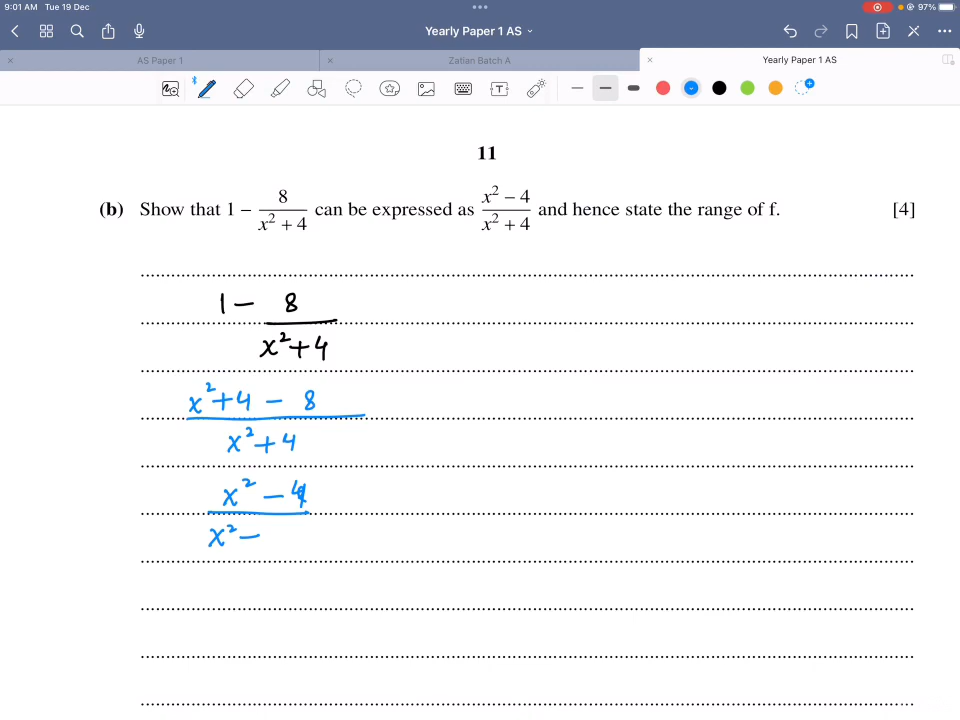 9:01 AM Tue 19 Dec 97%
Yearly Paper 1 AS
AS Paper 1 Zatian Batch A Yearly Paper 1 AS
11
(b) Show that 1 − 8/(x² + 4) can be expressed as (x² − 4)/(x² + 4) and hence state the range of f. [4]
1 − 8
x² + 4
x² + 4 − 8
x² + 4
x² − 4
x² −